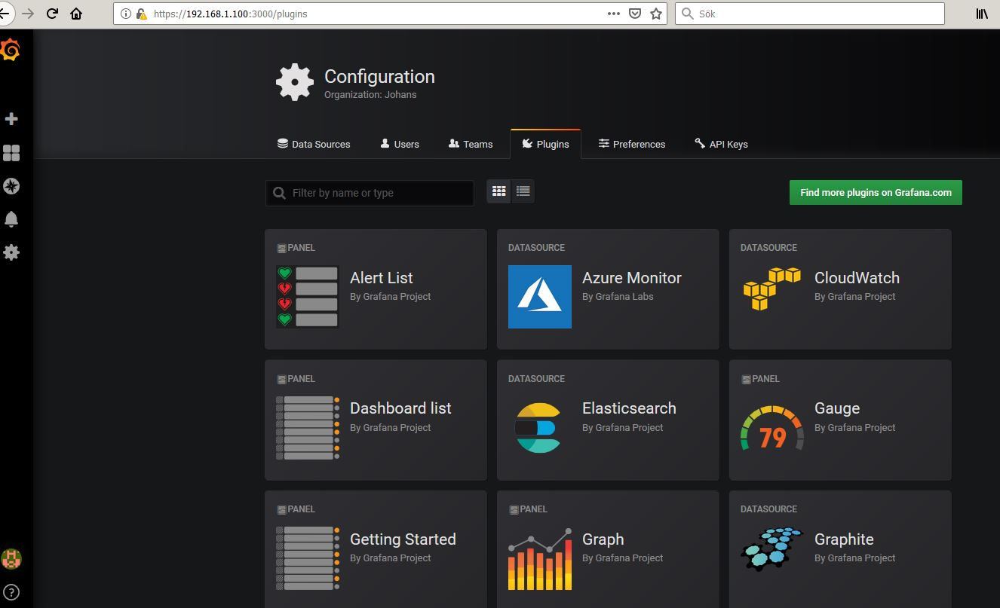 https://192.168.1.100:3000/plugins
Sök
Configuration
Organization: Johans
Data Sources
Users
Teams
Plugins
Preferences
API Keys
Filter by name or type
Find more plugins on Grafana.com
PANEL
Alert List
By Grafana Project
DATASOURCE
Azure Monitor
By Grafana Labs
DATASOURCE
CloudWatch
By Grafana Project
PANEL
Dashboard list
By Grafana Project
DATASOURCE
Elasticsearch
By Grafana Project
PANEL
79
Gauge
By Grafana Project
PANEL
Getting Started
By Grafana Project
PANEL
Graph
By Grafana Project
DATASOURCE
Graphite
By Grafana Project